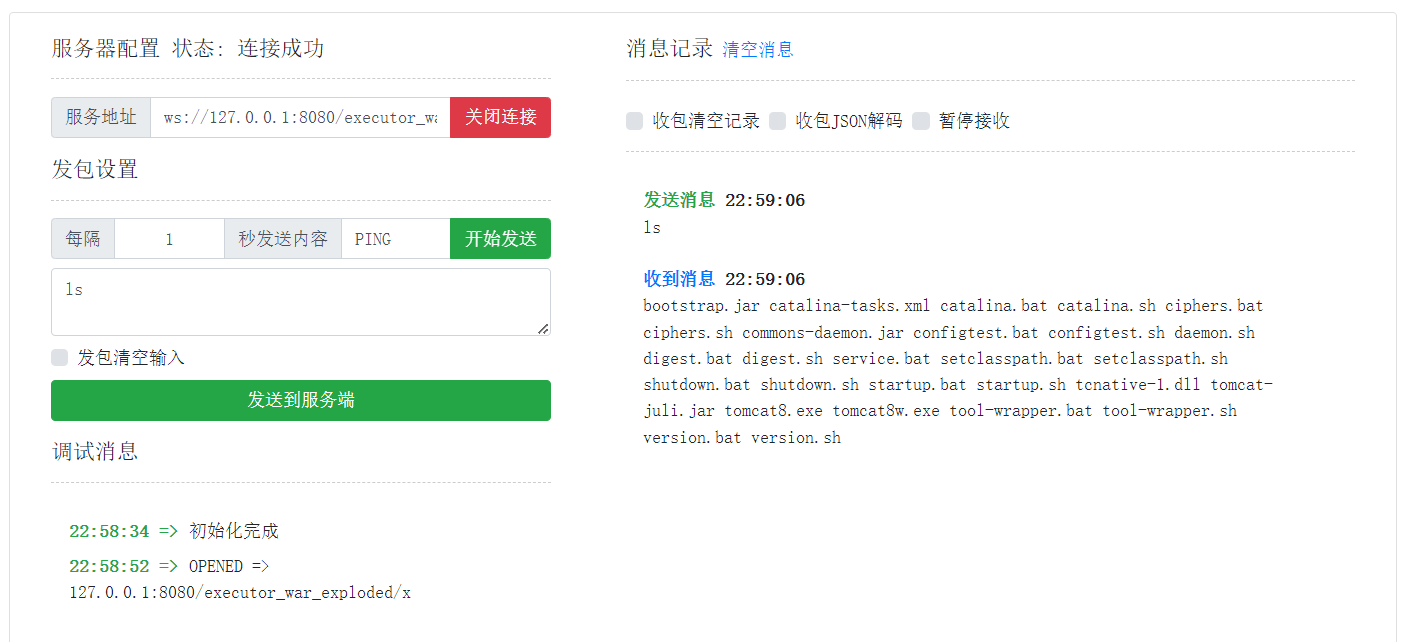 服务器配置 状态: 连接成功
服务地址 ws://127.0.0.1:8080/executor_wa 关闭连接
发包设置
每隔 1 秒发送内容 PING 开始发送
ls
发包清空输入
发送到服务端
调试消息
22:58:34 => 初始化完成
22:58:52 => OPENED =>
127.0.0.1:8080/executor_war_exploded/x
消息记录 清空消息
收包清空记录 收包JSON解码 暂停接收
发送消息 22:59:06
ls
收到消息 22:59:06
bootstrap.jar catalina-tasks.xml catalina.bat catalina.sh ciphers.bat
ciphers.sh commons-daemon.jar configtest.bat configtest.sh daemon.sh
digest.bat digest.sh service.bat setclasspath.bat setclasspath.sh
shutdown.bat shutdown.sh startup.bat startup.sh tcnative-1.dll tomcat-
juli.jar tomcat8.exe tomcat8w.exe tool-wrapper.bat tool-wrapper.sh
version.bat version.sh